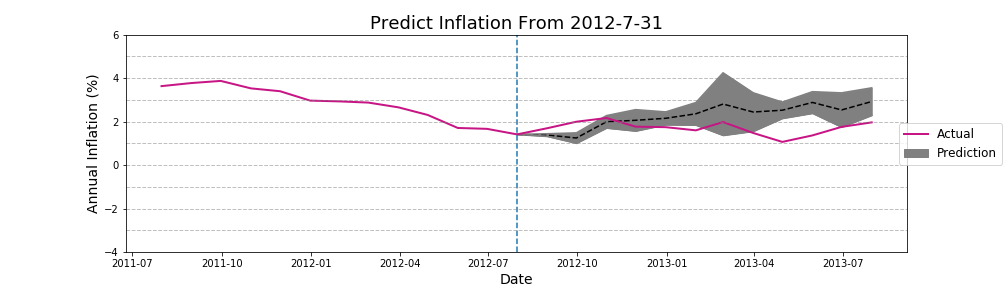 Predict Inflation From 2012-7-31
Annual Inflation (%)
6
4
2
0
−2
−4
2011-07 2011-10 2012-01 2012-04 2012-07 2012-10 2013-01 2013-04 2013-07
Date
Actual
Prediction